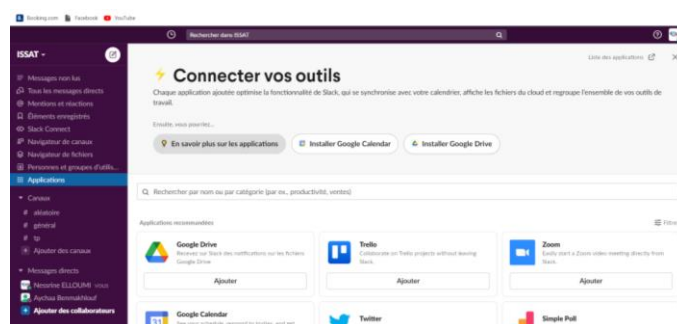 Booking.com Facebook YouTube
Rechercher dans ISSAT
ISSAT
Liste des applications
Messages non lus
Tous les messages directs
Mentions et réactions
Éléments enregistrés
Slack Connect
Navigateur de canaux
Navigateur de fichiers
Personnes et groupes d'utilis...
Applications
Canaux
# aléatoire
# général
# tp
Ajouter des canaux
Messages directs
Nessrine ELLOUMI vous
Aychaa Benmakhlouf
Ajouter des collaborateurs
Connecter vos outils
Chaque application ajoutée optimise la fonctionnalité de Slack, qui se synchronise avec votre calendrier, affiche les fichiers du cloud et regroupe l'ensemble de vos outils de
travail.
Ensuite, vous pourriez...
En savoir plus sur les applications
Installer Google Calendar
Installer Google Drive
Rechercher par nom ou par catégorie (par ex., productivité, ventes)
Applications recommandées
Filtrer
Google Drive
Recevez sur Slack des notifications sur les fichiers
Google Drive
Ajouter
Trello
Collaborate on Trello projects without leaving
Slack.
Ajouter
Zoom
Easily start a Zoom video meeting directly from
Slack.
Ajouter
31
Google Calendar
Twitter
Simple Poll